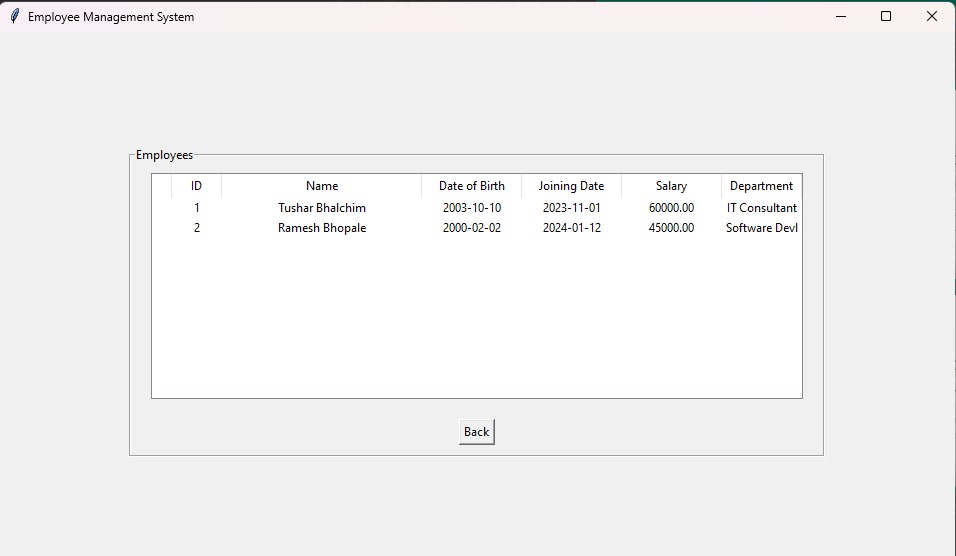 Employee Management System
Employees
ID Name Date of Birth Joining Date Salary Department
1 Tushar Bhalchim 2003-10-10 2023-11-01 60000.00 IT Consultant
2 Ramesh Bhopale 2000-02-02 2024-01-12 45000.00 Software Devl
Back